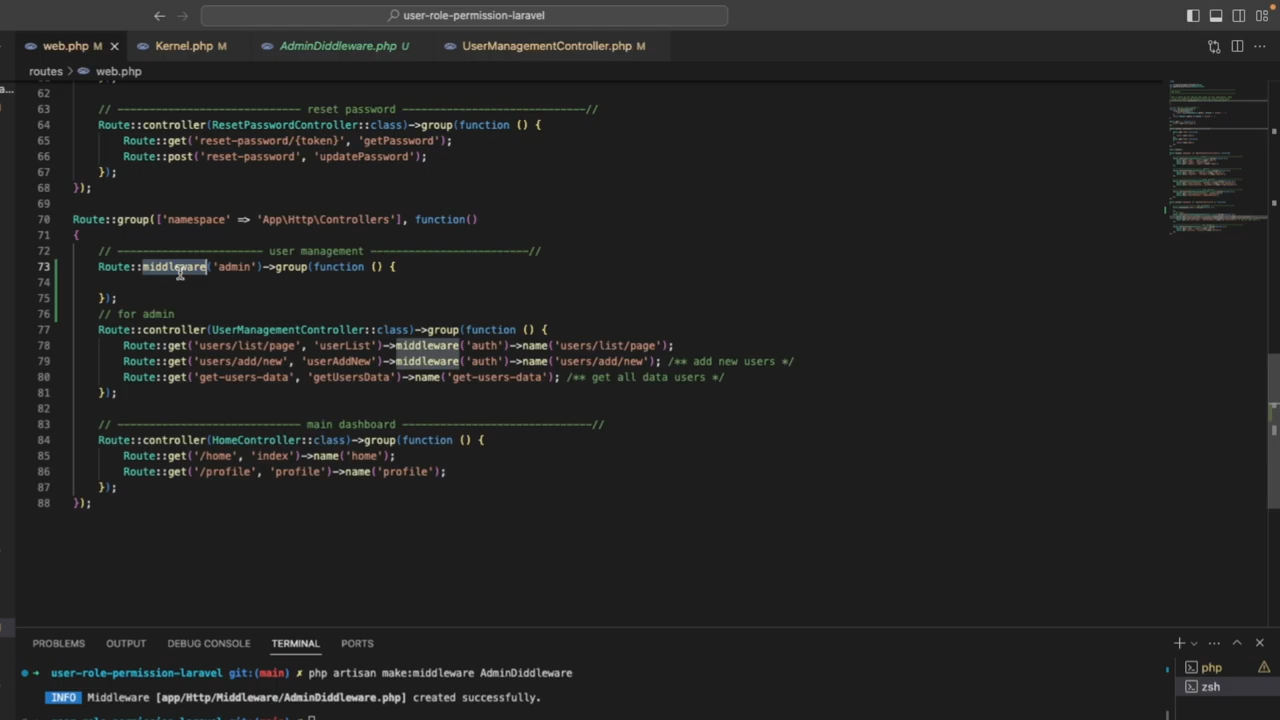 user-role-permission-laravel
web.php M
Kernel.php M
AdminDiddleware.php U
UserManagementController.php M
routes > web.php
62
63 // ----------------------------- reset password -----------------------------//
64 Route::controller(ResetPasswordController::class)->group(function () {
65 Route::get('reset-password/{token}', 'getPassword');
66 Route::post('reset-password', 'updatePassword');
67 });
68 });
69
70 Route::group(['namespace' => 'App\Http\Controllers'], function()
71 {
72 // ----------------------- user management -------------------------//
73 Route::middleware('admin')->group(function () {
74
75 });
76 // for admin
77 Route::controller(UserManagementController::class)->group(function () {
78 Route::get('users/list/page', 'userList')->middleware('auth')->name('users/list/page');
79 Route::get('users/add/new', 'userAddNew')->middleware('auth')->name('users/add/new'); /** add new users */
80 Route::get('get-users-data', 'getUsersData')->name('get-users-data'); /** get all data users */
81 });
82
83 // ----------------------------- main dashboard -----------------------------//
84 Route::controller(HomeController::class)->group(function () {
85 Route::get('/home', 'index')->name('home');
86 Route::get('/profile', 'profile')->name('profile');
87 });
88 });
PROBLEMS OUTPUT DEBUG CONSOLE TERMINAL PORTS
user-role-permission-laravel git:(main) ✗ php artisan make:middleware AdminDiddleware
INFO Middleware [app/Http/Middleware/AdminDiddleware.php] created successfully.
php
zsh